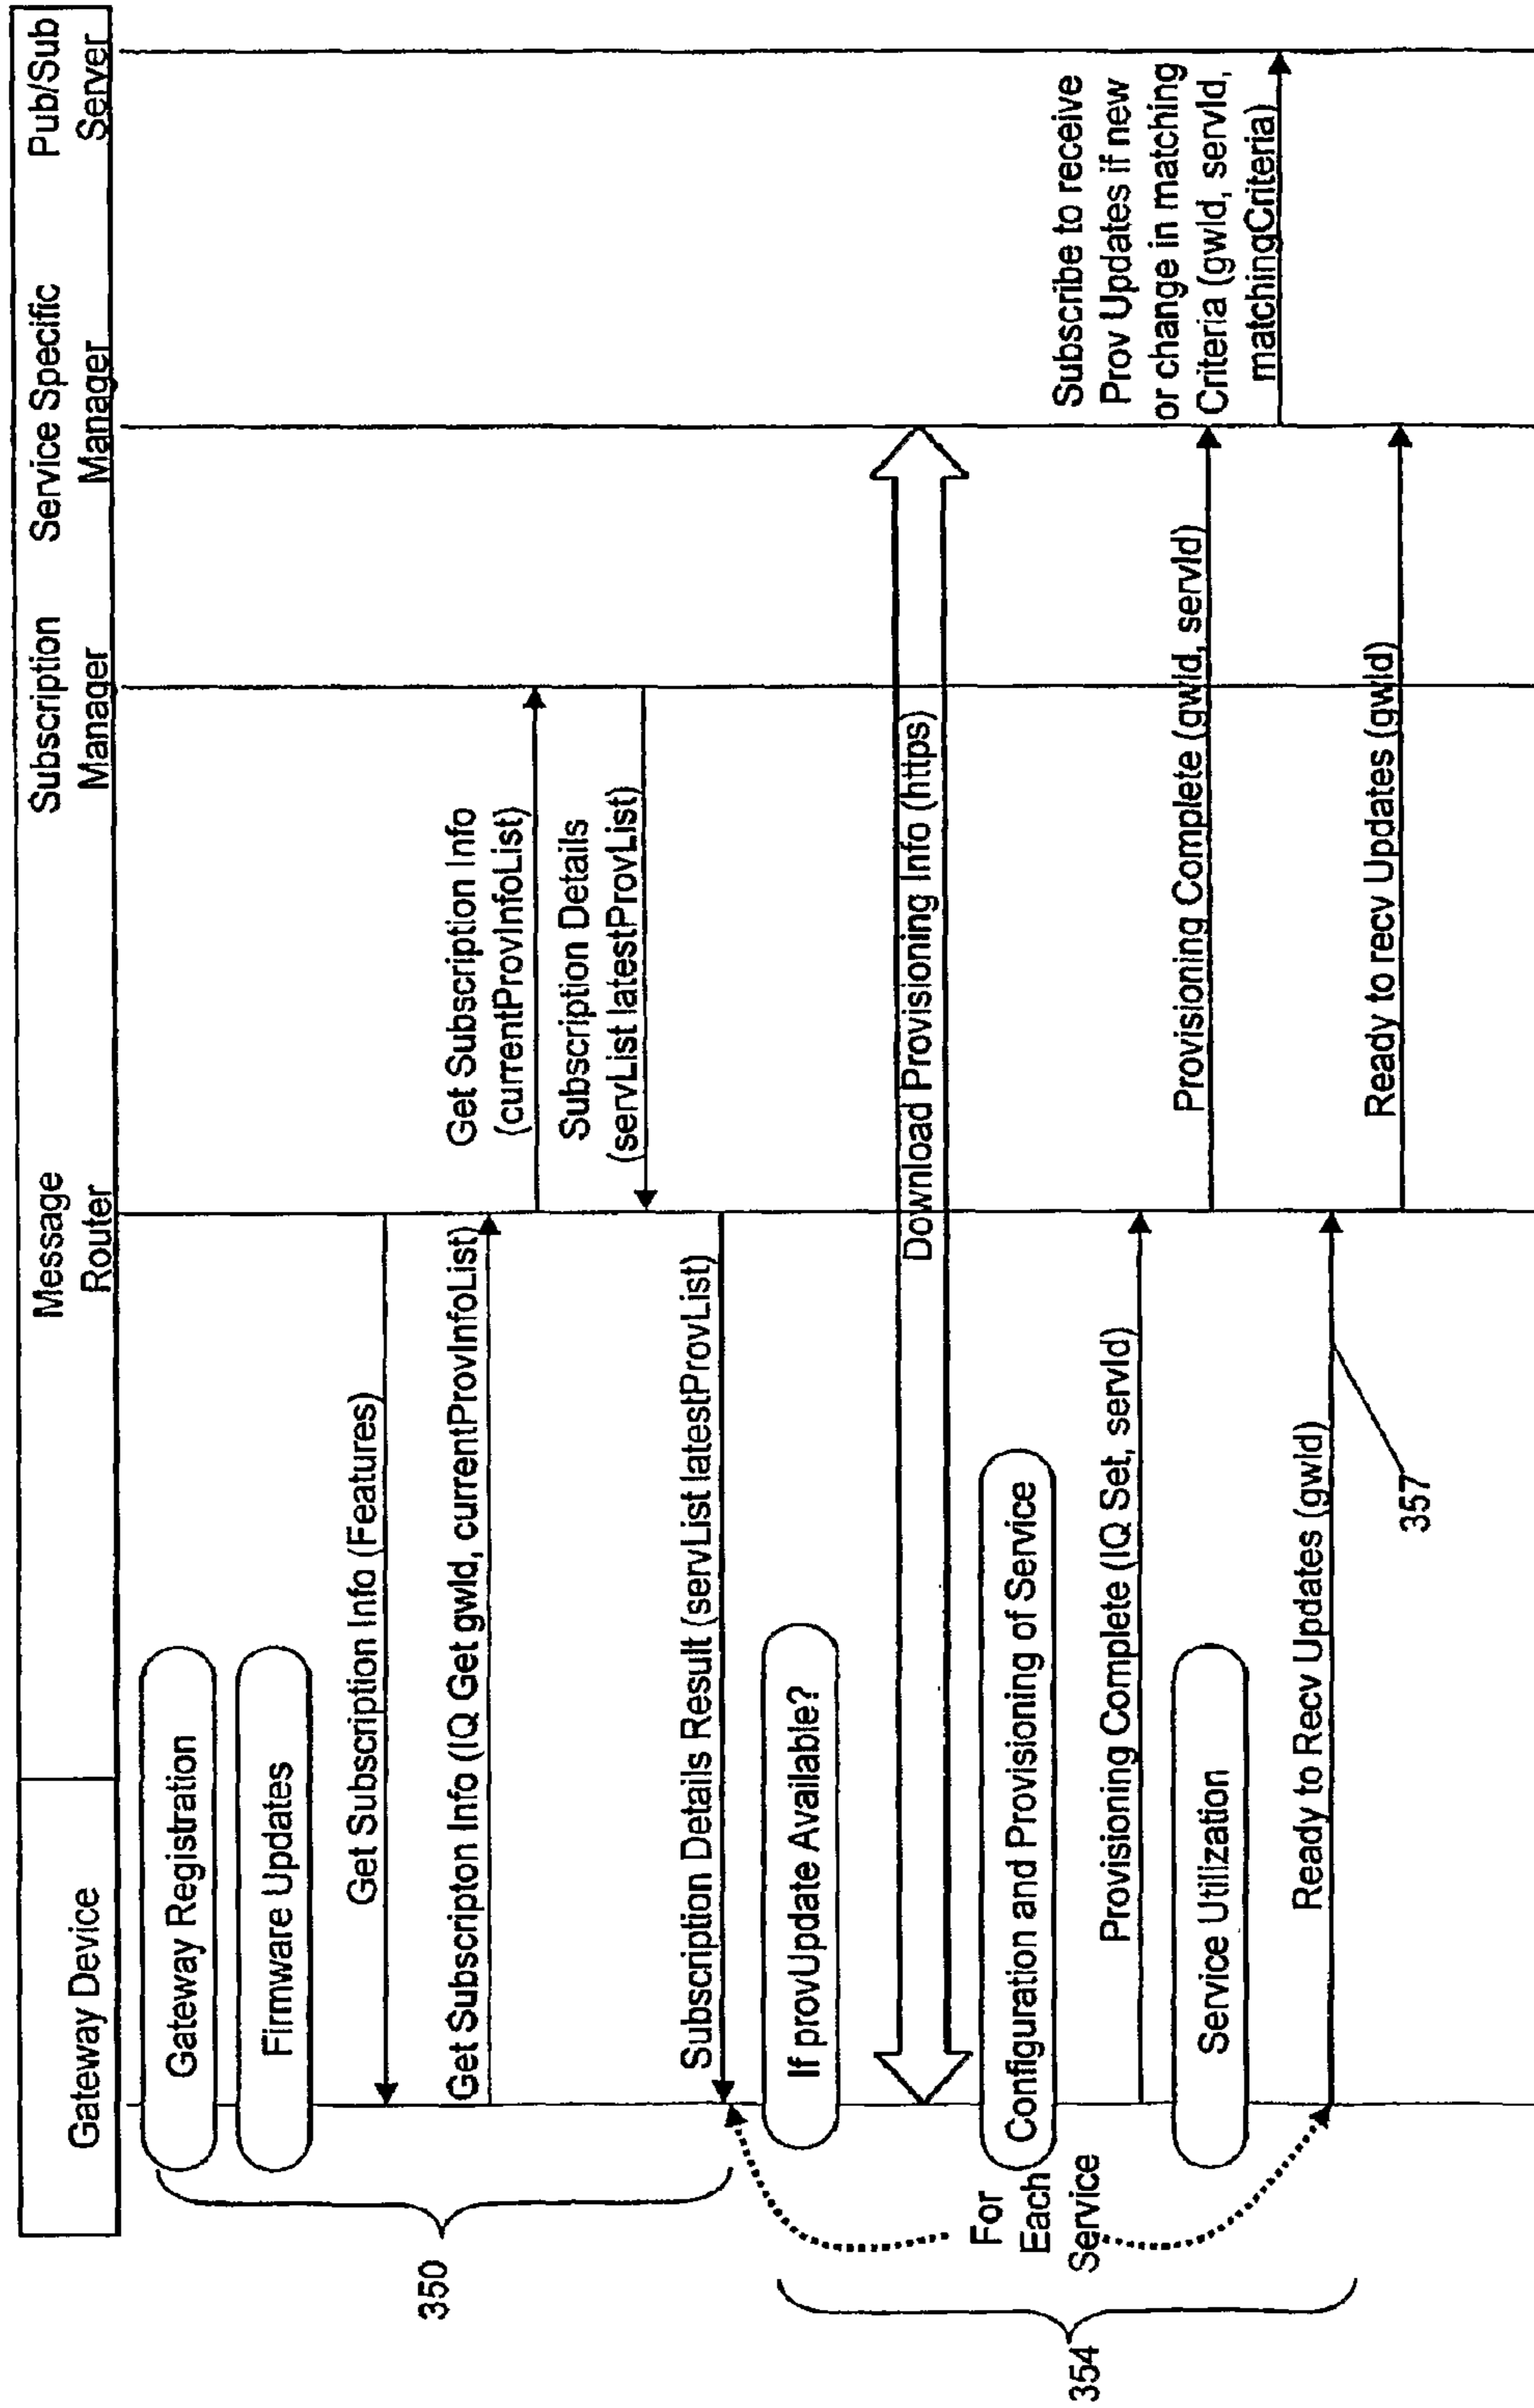 Gateway Device
Message
Router
Subscription
Manager
Service Specific
Manager
Pub/Sub
Server
Gateway Registration
Firmware Updates
Get Subscription Info (Features)
Get Subscripton Info (IQ Get gwId, currentProvInfoList)
Get Subscription Info
(currentProvInfoList)
Subscription Details
(servList latestProvList)
Subscription Details Result (servList latestProvList)
350
If provUpdate Available?
Download Provisioning Info (https)
Configuration and Provisioning of Service
For
Each
Service
Provisioning Complete (IQ Set, servId)
Provisioning Complete (gwId, servId)
Subscribe to receive
Prov Updates if new
or change in matching
Criteria (gwId, servId,
matchingCriteria)
Service Utilization
Ready to Recv Updates (gwId)
Ready to recv Updates (gwId)
357
354